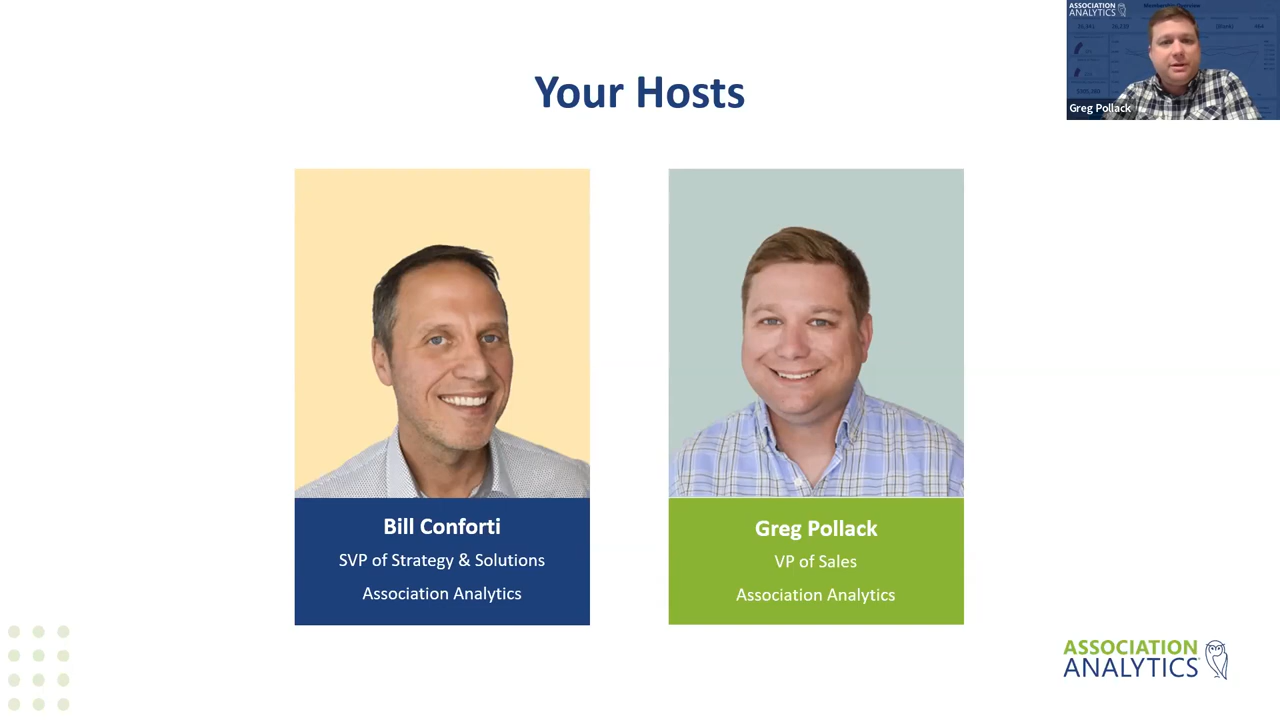 ASSOCIATION
ANALYTICS
Greg Pollack
Your Hosts
Bill Conforti
SVP of Strategy & Solutions
Association Analytics
Greg Pollack
VP of Sales
Association Analytics
ASSOCIATION
ANALYTICS